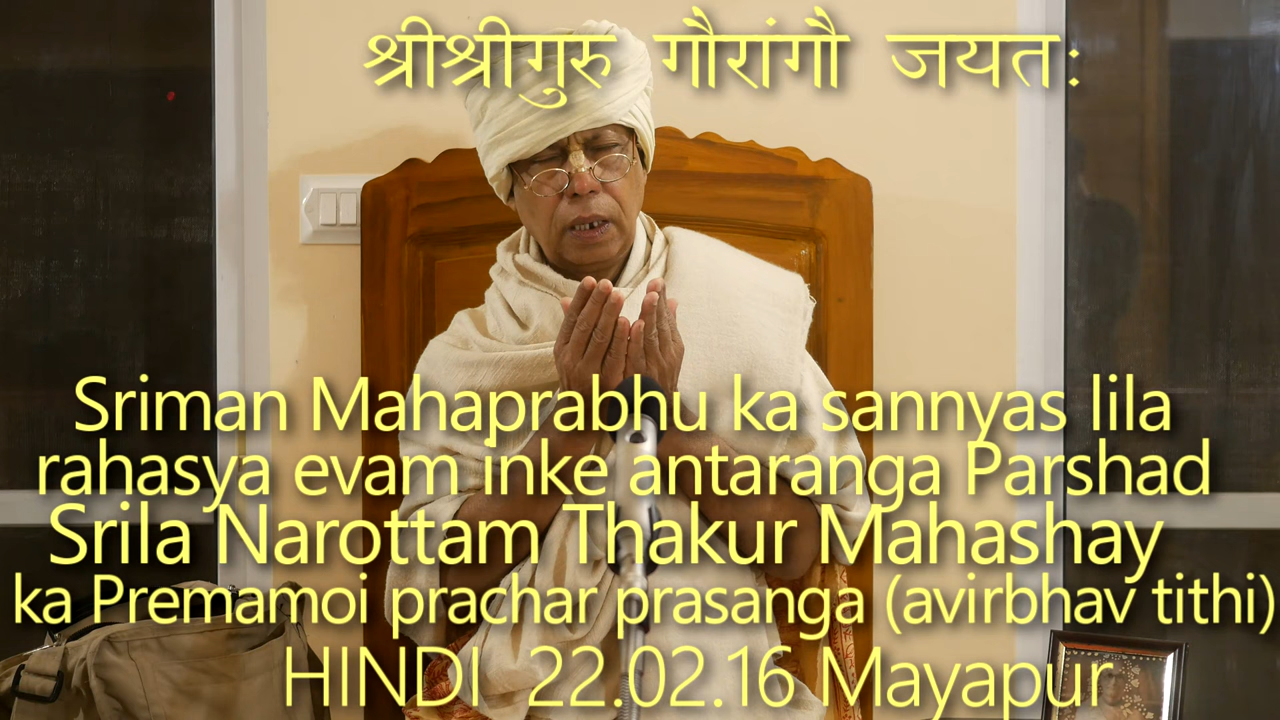 श्रीश्रीगुरु गौरांगौ जयतः
Sriman Mahaprabhu ka sannyas lila
rahasya evam inke antaranga Parshad
Srila Narottam Thakur Mahashay
ka Premamoi prachar prasanga (avirbhav tithi)
HINDI 22.02.16 Mayapur